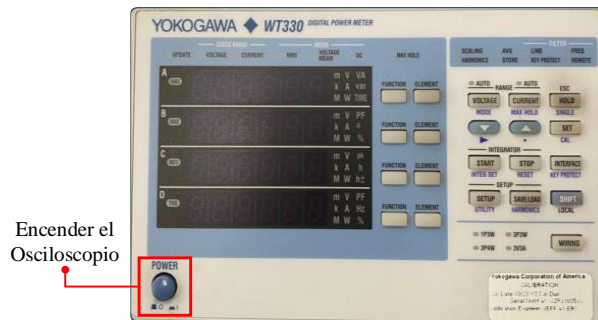 YOKOGAWA ◆ WT330 DIGITAL POWER METER
CHECK RANGE MODE
UPDATE VOLTAGE CURRENT RMS VOLTAGE MEAN DC MAX HOLD
FILTER
SCALING AVG LINE FREQ
HARMONICS STORE KEY PROTECT REMOTE
A
m V VA
k A var
M W TIME
FUNCTION ELEMENT
B
m V PF
k A °
M W %
FUNCTION ELEMENT
C
m V pk
k A h
M W h±
FUNCTION ELEMENT
D
m V PF
k A Hz
M W %
FUNCTION ELEMENT
AUTO RANGE AUTO ESC
VOLTAGE CURRENT HOLD
MODE MAX HOLD SINGLE
SET
CAL
INTEGRATOR
START STOP INTERFACE
INTEG SET RESET KEY PROTECT
SETUP
SETUP SAVE/LOAD SHIFT
UTILITY HARMONICS LOCAL
1P3W 3P3W
3P4W 3V3A
WIRING
Encender el
Osciloscopio
POWER
Yokogawa Corporation of America
CALIBRATION